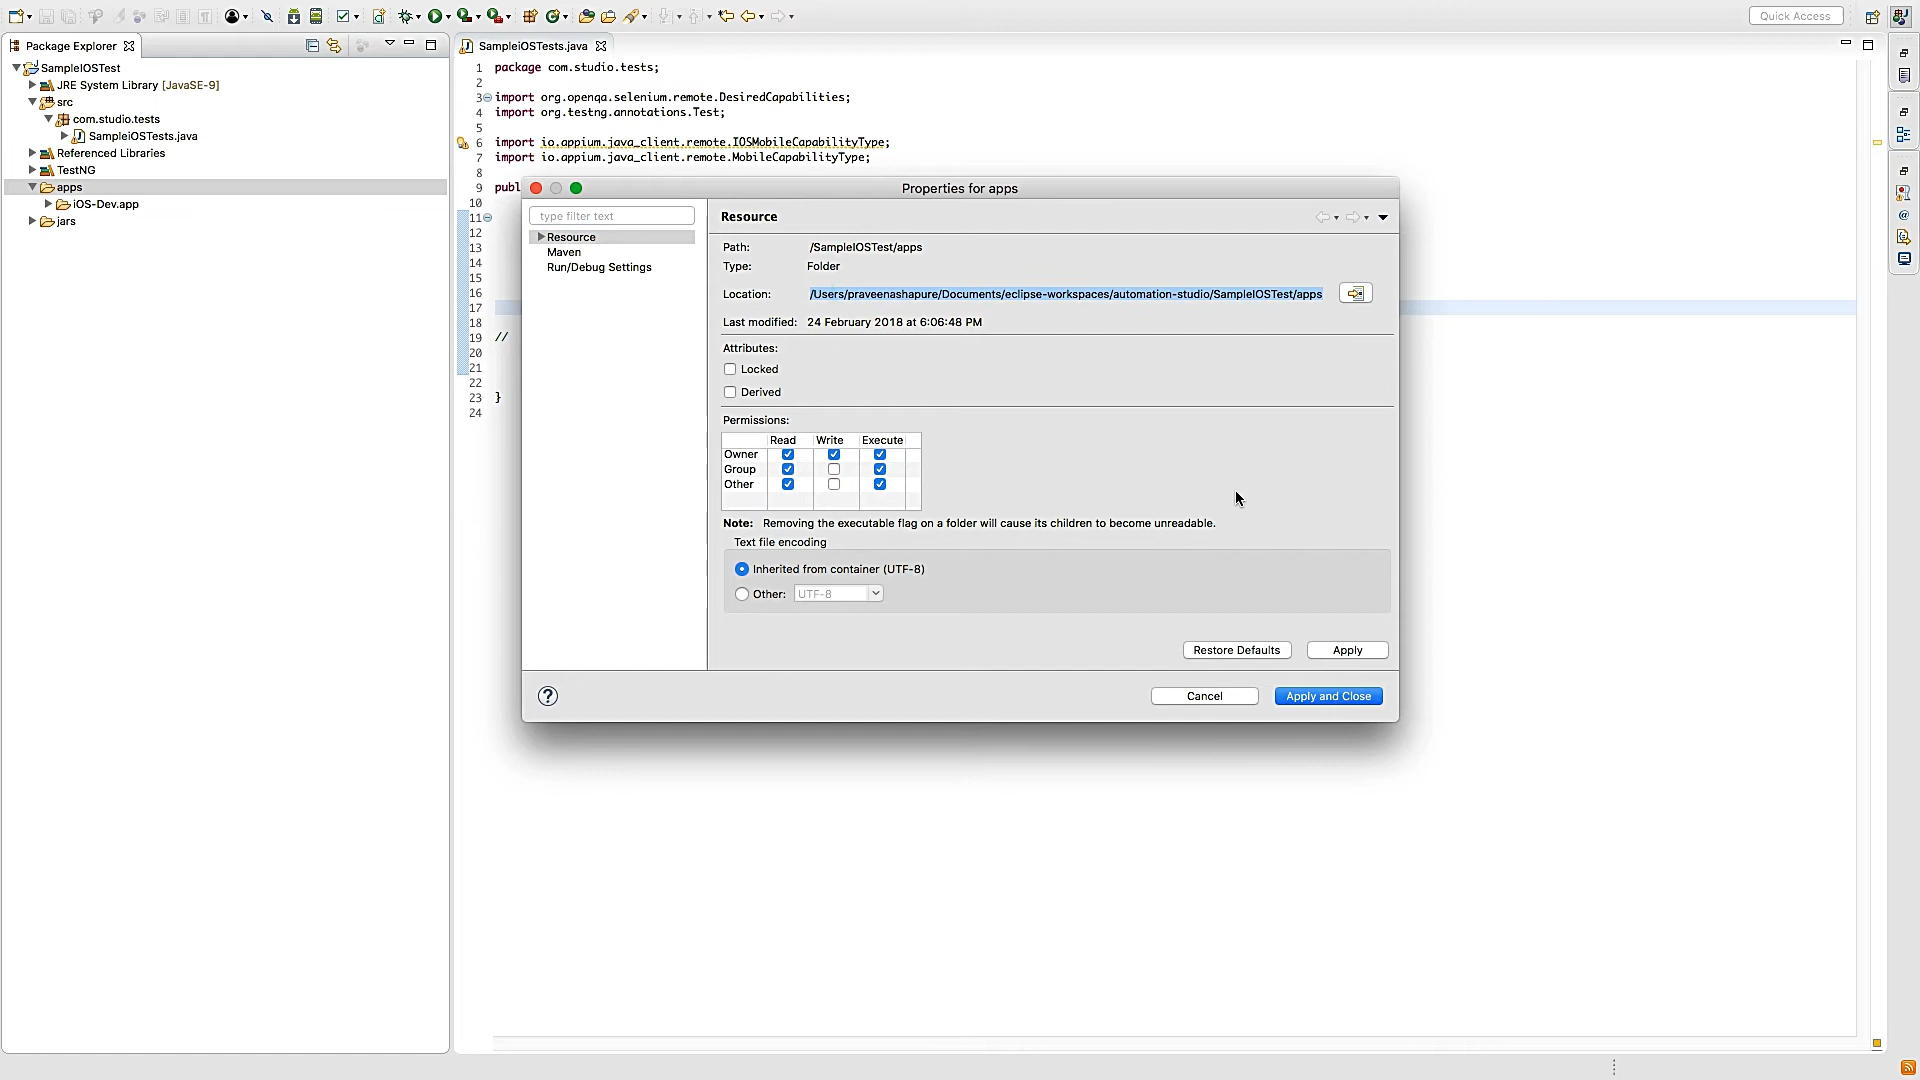 Quick Access
Package Explorer
SampleiOSTests.java
SampleIOSTest
JRE System Library [JavaSE-9]
src
com.studio.tests
SampleiOSTests.java
Referenced Libraries
TestNG
apps
iOS-Dev.app
jars
1 package com.studio.tests;
2
3 import org.openqa.selenium.remote.DesiredCapabilities;
4 import org.testng.annotations.Test;
5
6 import io.appium.java_client.remote.IOSMobileCapabilityType;
7 import io.appium.java_client.remote.MobileCapabilityType;
8
9 publ
10
11
12
13
14
15
16
17
18
19 //
20
21
22
23 }
24
Properties for apps
type filter text
Resource
Maven
Run/Debug Settings
Resource
Path: /SampleIOSTest/apps
Type: Folder
Location: /Users/praveenashapure/Documents/eclipse-workspaces/automation-studio/SampleIOSTest/apps
Last modified: 24 February 2018 at 6:06:48 PM
Attributes:
Locked
Derived
Permissions:
Read Write Execute
Owner
Group
Other
Note: Removing the executable flag on a folder will cause its children to become unreadable.
Text file encoding
Inherited from container (UTF-8)
Other: UTF-8
Restore Defaults Apply
? Cancel Apply and Close